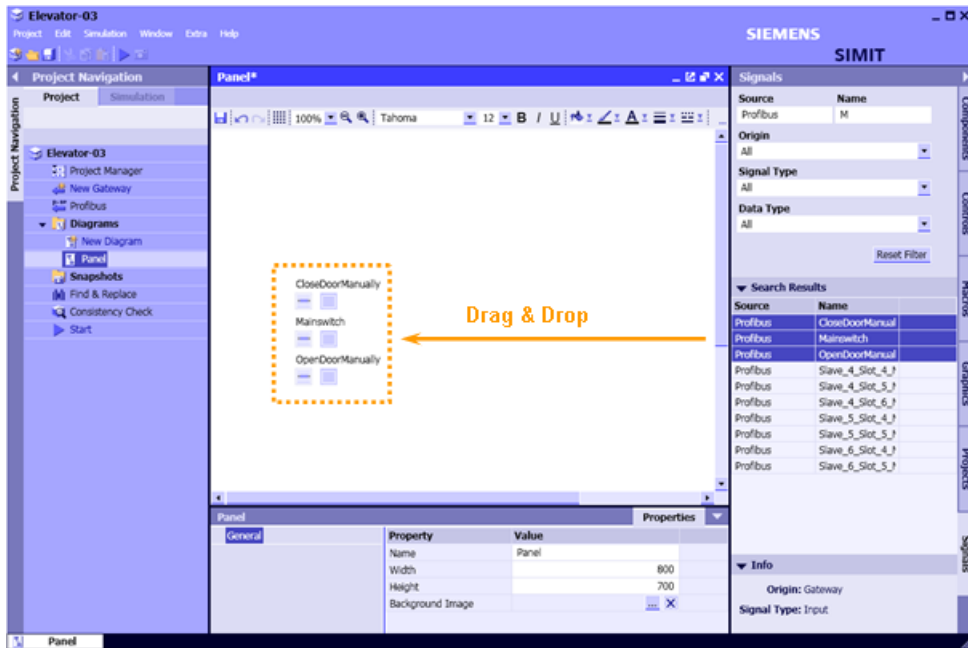 Elevator-03
Project Edit Simulation Window Extra Help
SIEMENS
SIMIT
Project Navigation
Project Simulation
Project Navigation
Elevator-03
Project Manager
New Gateway
Profibus
Diagrams
New Diagram
Panel
Snapshots
Find & Replace
Consistency Check
Start
Panel*
100% Tahoma 12 B I U A
CloseDoorManually
Mainswitch
OpenDoorManually
Drag & Drop
Panel Properties
General
Property Value
Name Panel
Width 800
Height 700
Background Image ...
Signals
Source Name
Profibus M
Origin
All
Signal Type
All
Data Type
All
Reset Filter
Search Results
Source Name
Profibus CloseDoorManual
Profibus Mainswitch
Profibus OpenDoorManual
Profibus Slave_4_Slot_4_
Profibus Slave_4_Slot_5_
Profibus Slave_4_Slot_6_
Profibus Slave_5_Slot_4_
Profibus Slave_5_Slot_5_
Profibus Slave_6_Slot_4_
Profibus Slave_6_Slot_5_
Info
Origin: Gateway
Signal Type: Input
Components
Controls
Macros
Graphics
Projects
Signals
Panel